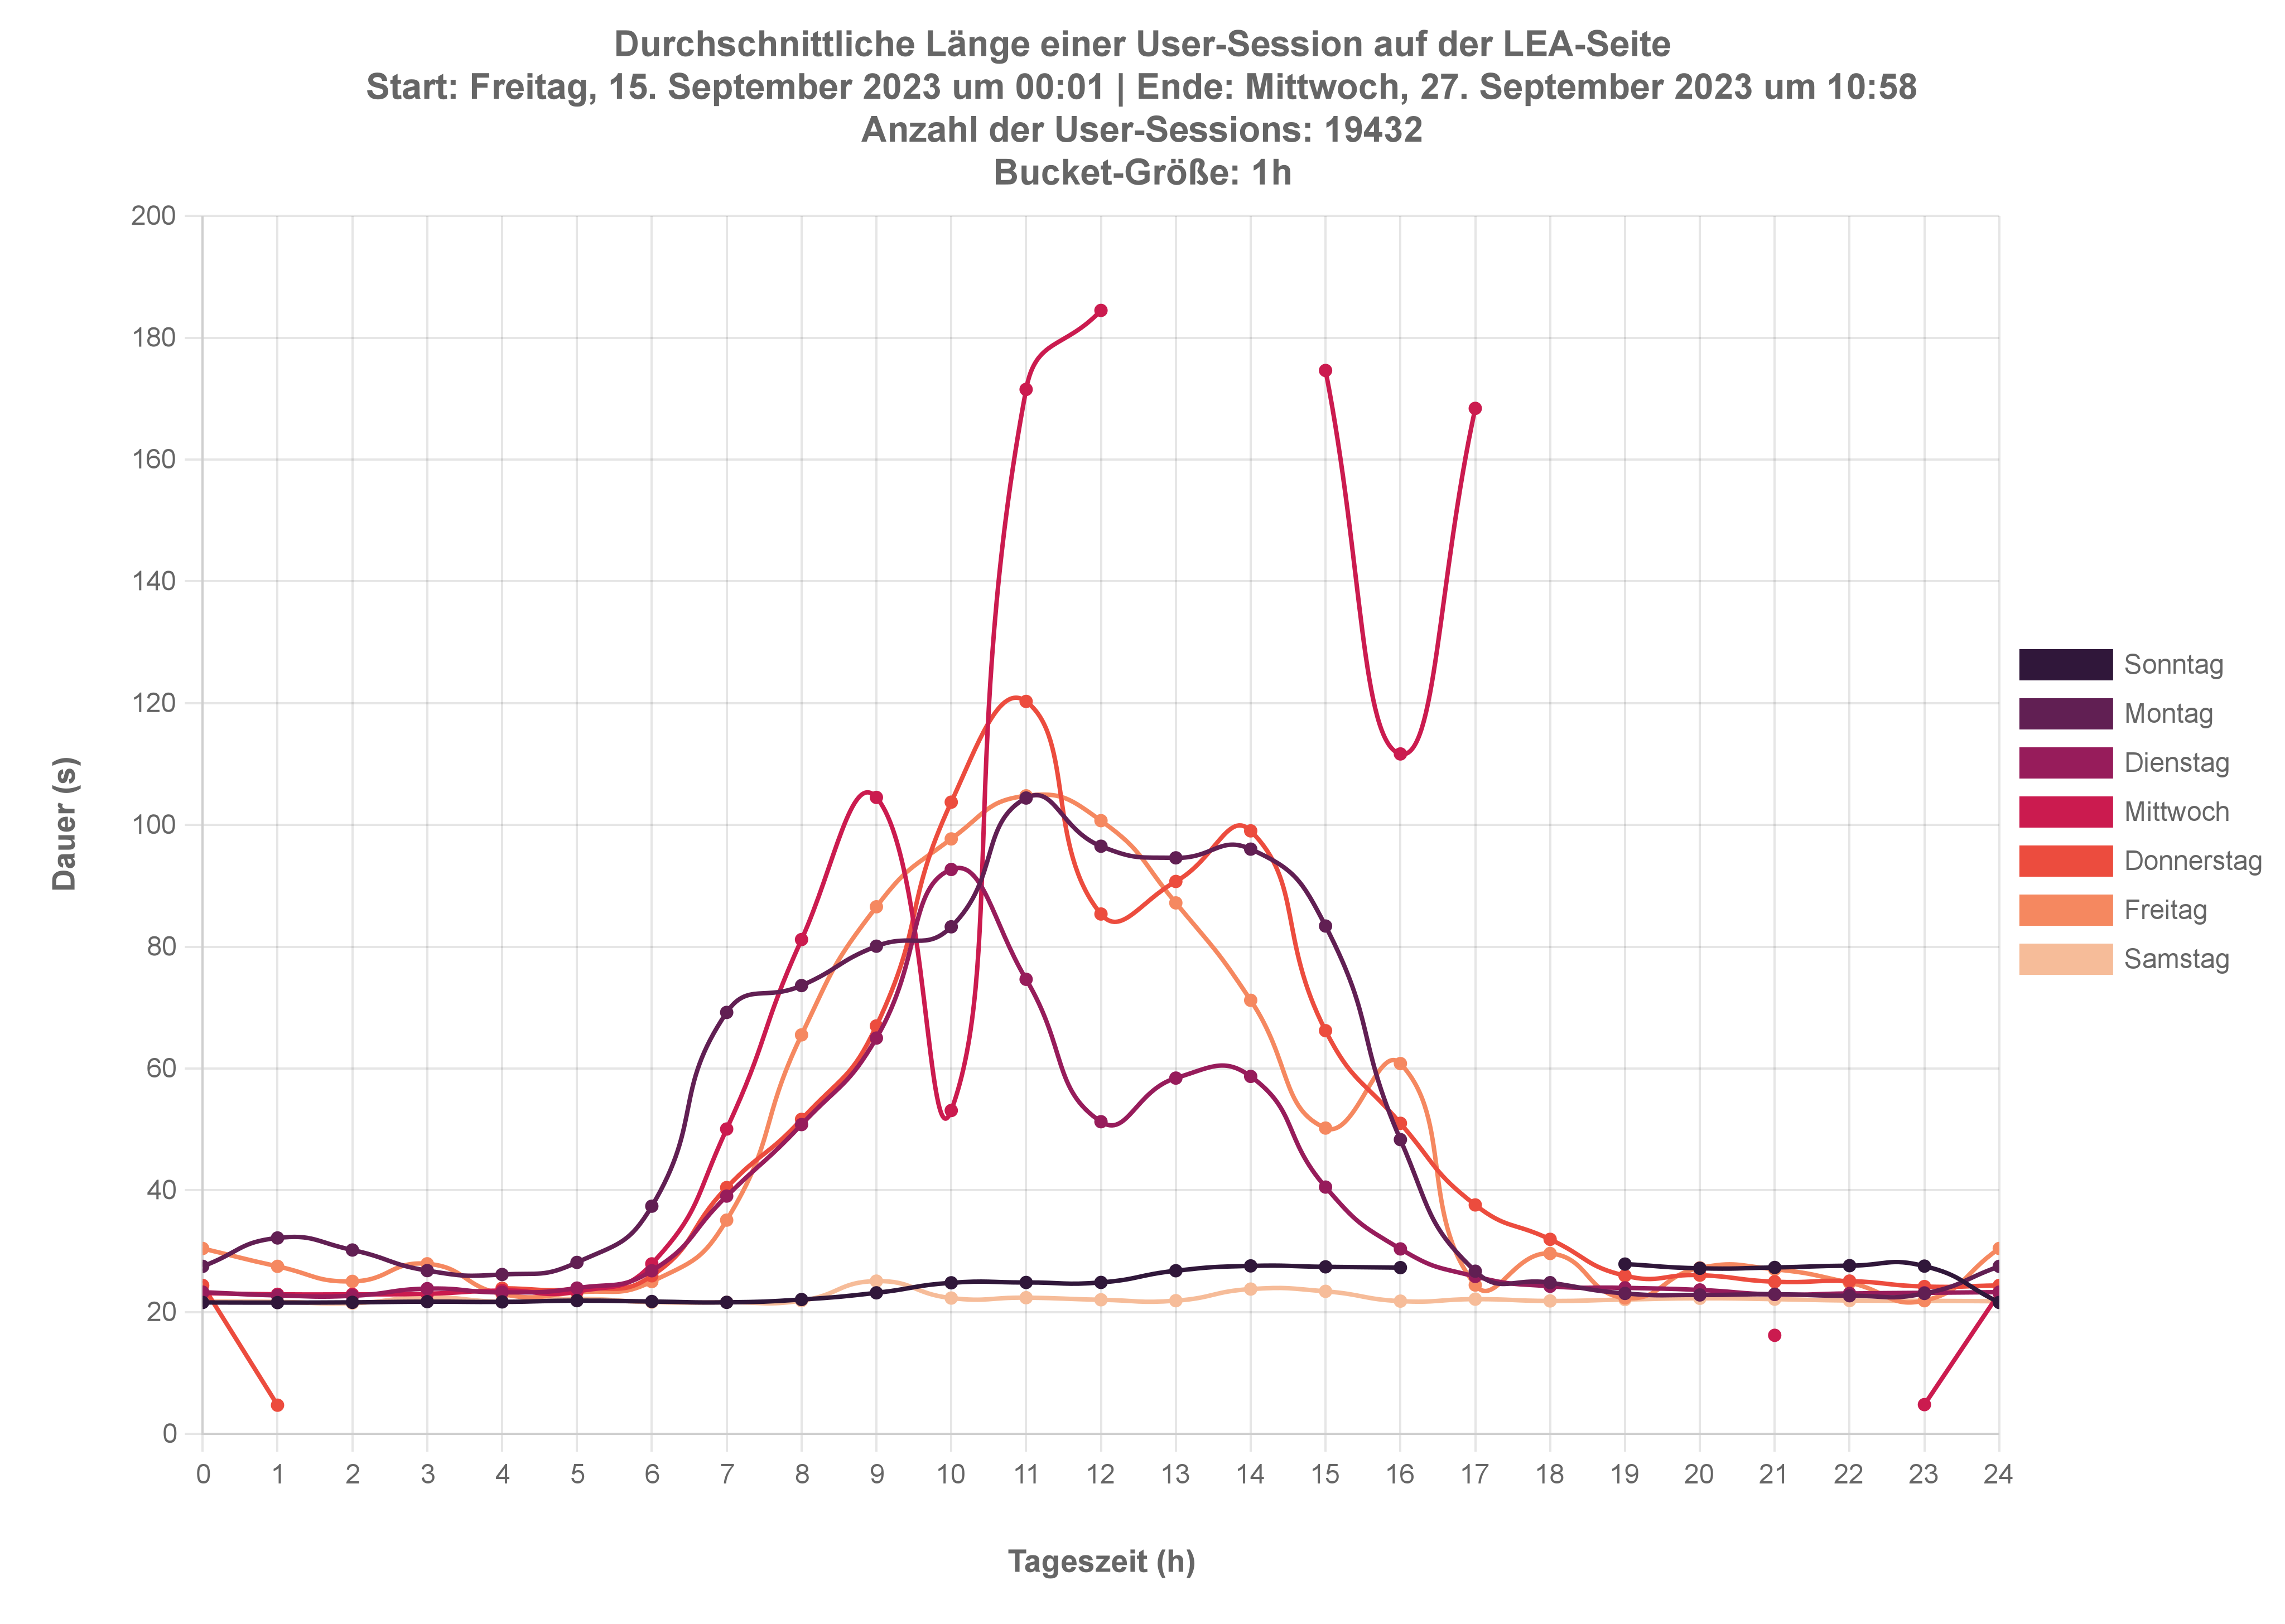 Durchschnittliche Länge einer User-Session auf der LEA-Seite
Start: Freitag, 15. September 2023 um 00:01 | Ende: Mittwoch, 27. September 2023 um 10:58
Anzahl der User-Sessions: 19432
Bucket-Größe: 1h
200
180
160
140
120
100
80
60
40
20
0
Dauer (s)
0 1 2 3 4 5 6 7 8 9 10 11 12 13 14 15 16 17 18 19 20 21 22 23 24
Tageszeit (h)
Sonntag
Montag
Dienstag
Mittwoch
Donnerstag
Freitag
Samstag